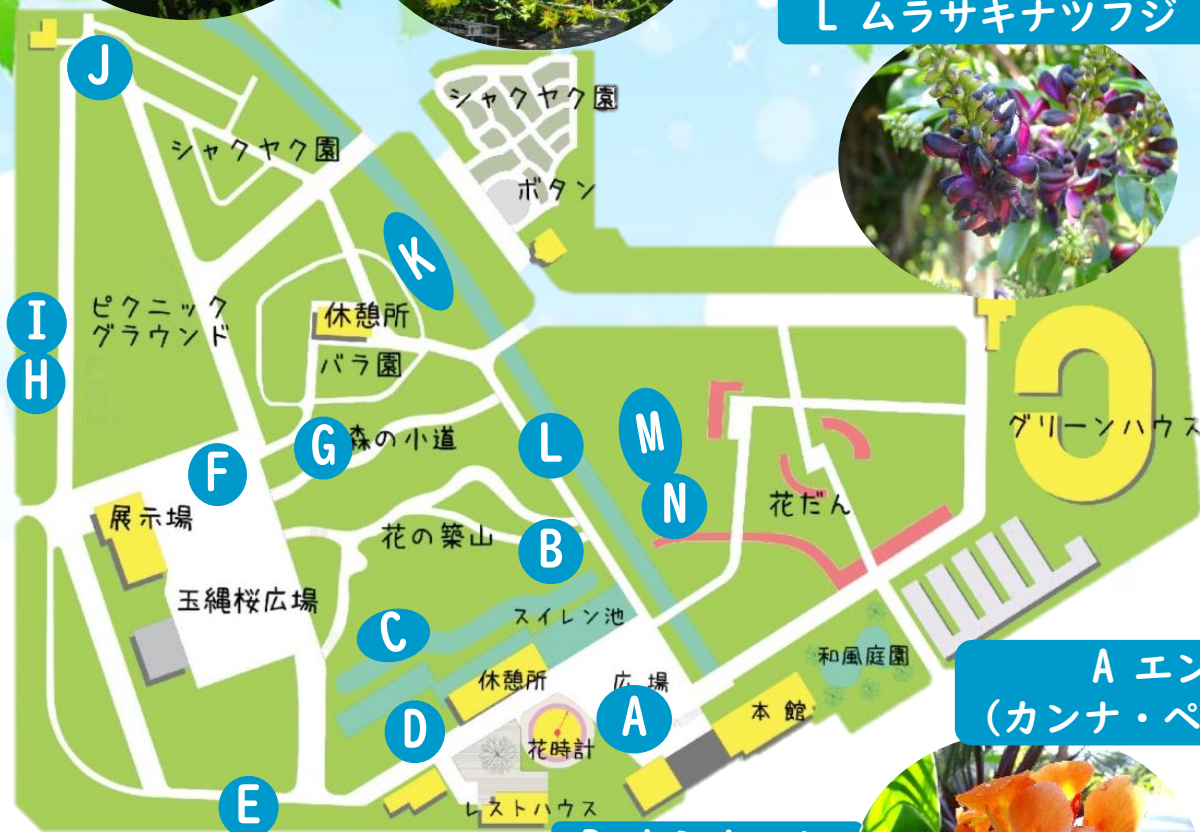 L ムラサキナツフジ
J
シャクヤク園
シャクヤク園
ボタン
K
I
H
ピクニック
グラウンド
休憩所
バラ園
G
森の小道
L
M
N
グリーンハウス
F
展示場
花の築山
B
花だん
玉縄桜広場
C
スイレン池
和風庭園
休憩所
広場
D
A
本館
花時計
E
レストハウス
A エン
(カンナ・ペ